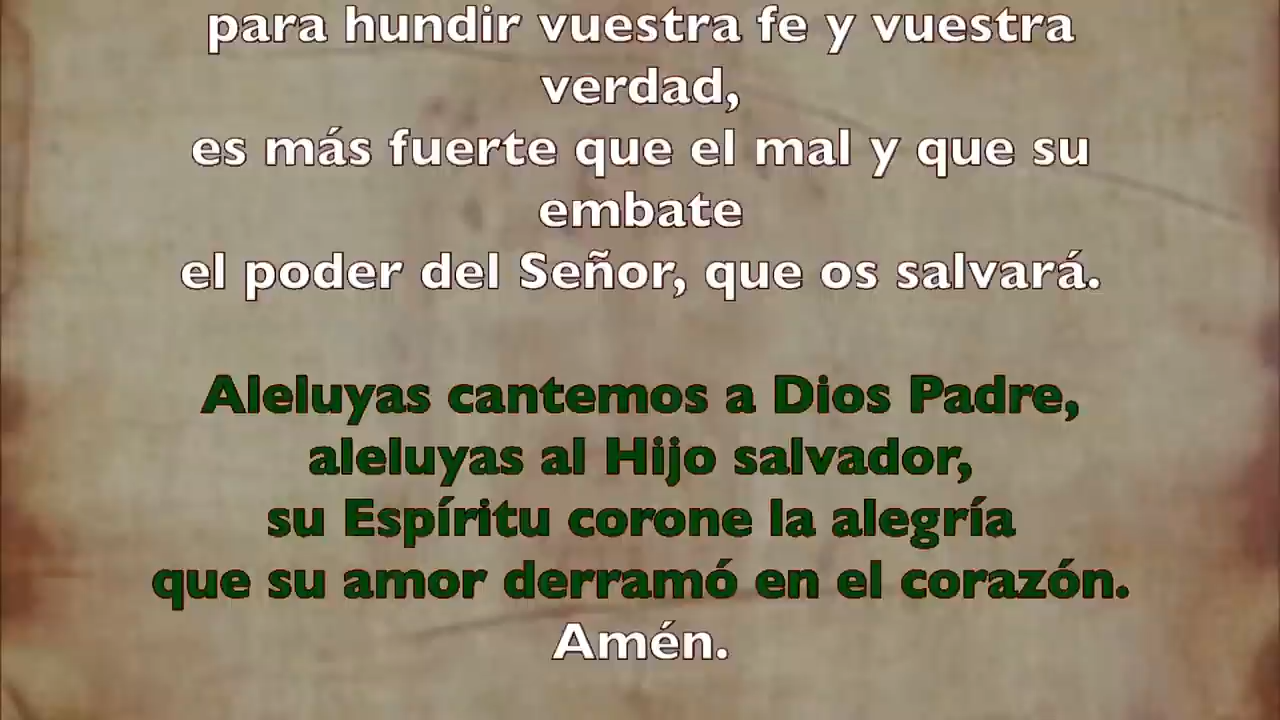 para hundir vuestra fe y vuestra
verdad,
es más fuerte que el mal y que su
embate
el poder del Señor, que os salvará.
Aleluyas cantemos a Dios Padre,
aleluyas al Hijo salvador,
su Espíritu corone la alegría
que su amor derramó en el corazón.
Amén.